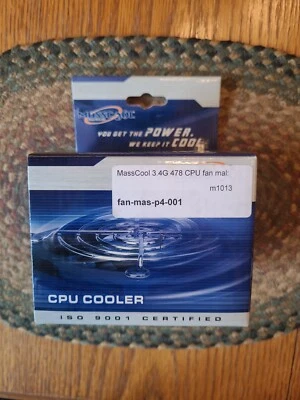 MASSCOOL
YOU GET THE POWER.
WE KEEP IT COOL
MassCool 3.4G 478 CPU fan mal:
m1013
fan-mas-p4-001
CPU COOLER
ISO 9001 CERTIFIED